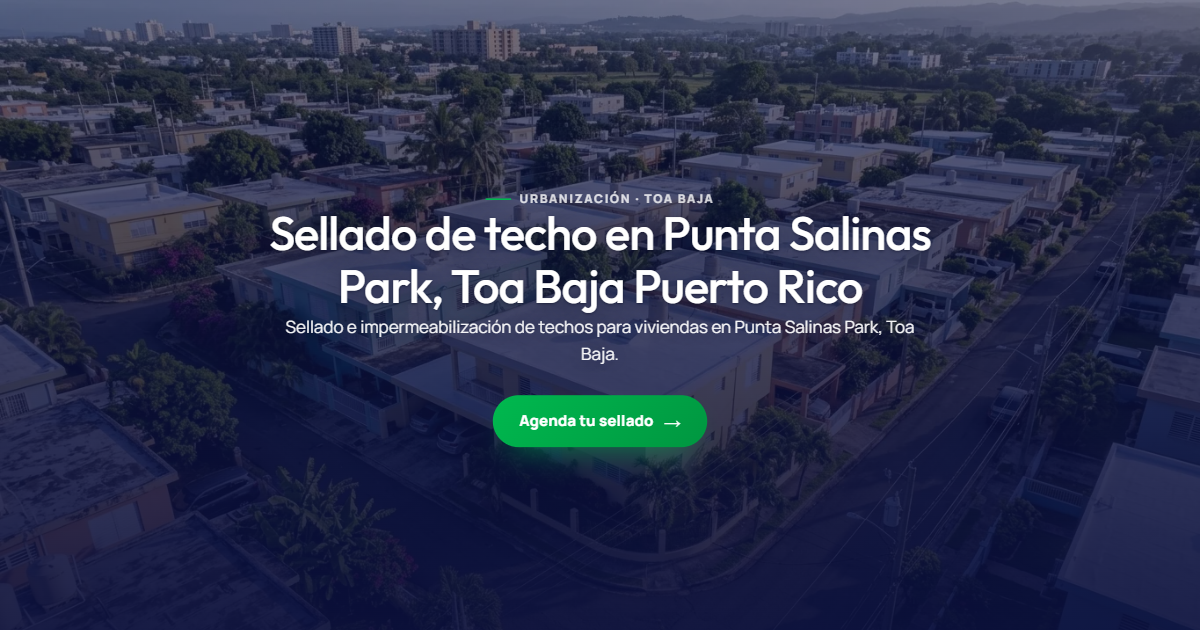 URBANIZACIÓN · TOA BAJA
Sellado de techo en Punta Salinas
Park, Toa Baja Puerto Rico
Sellado e impermeabilización de techos para viviendas en Punta Salinas Park, Toa
Baja.
Agenda tu sellado →